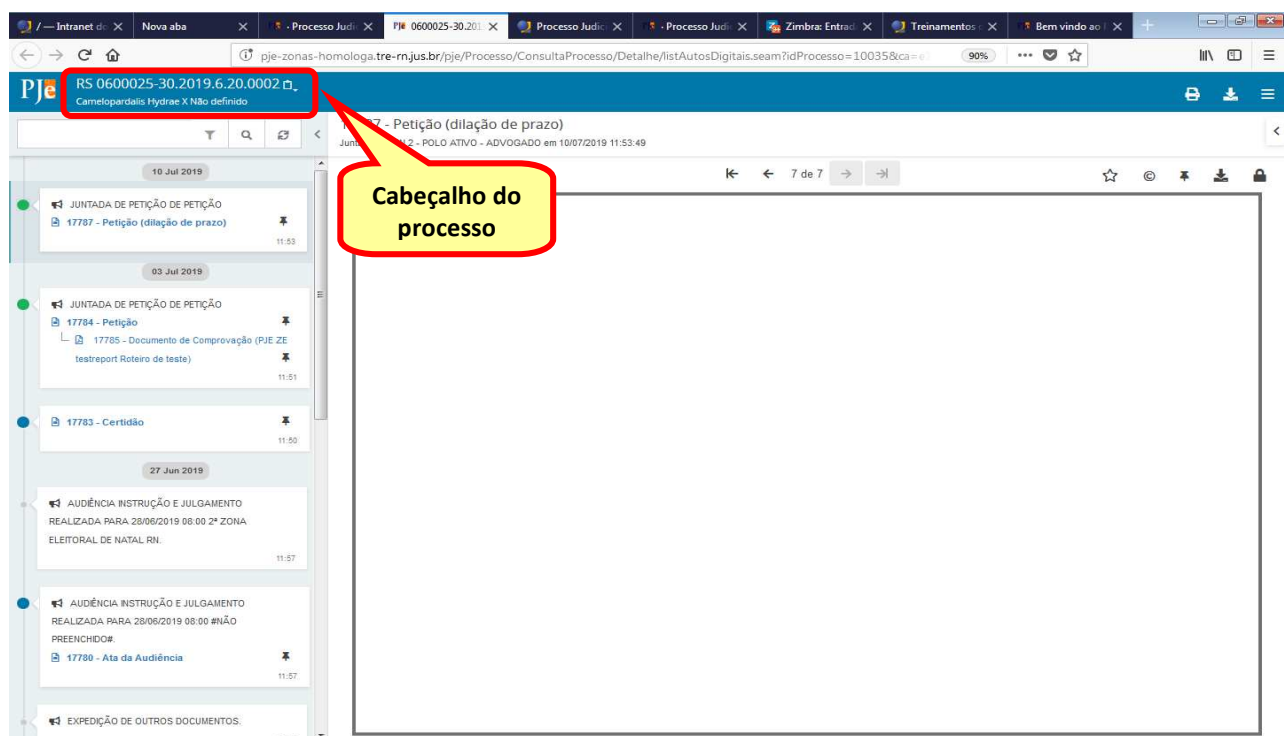 / — Intranet do
Nova aba
- Processo Judi
PJe 0600025-30.201
Processo Judic
- Processo Judi
Zimbra: Entrad
Treinamentos
Bem vindo ao
pje-zonas-homologa.tre-rn.jus.br/pje/Processo/ConsultaProcesso/Detalhe/listAutosDigitais.seam?idProcesso=10035&ca=e
90%
PJe
RS 0600025-30.2019.6.20.0002
Camelopardalis Hydrae X Não definido
- Petição (dilação de prazo)
- POLO ATIVO - ADVOGADO em 10/07/2019 11:53:49
7 de 7
Cabeçalho do
processo
10 Jul 2019
JUNTADA DE PETIÇÃO DE PETIÇÃO
17787 - Petição (dilação de prazo)
11:53
03 Jul 2019
JUNTADA DE PETIÇÃO DE PETIÇÃO
17784 - Petição
17785 - Documento de Comprovação (PJE ZE
testreport Roteiro de teste)
11:51
17783 - Certidão
11:50
27 Jun 2019
AUDIÊNCIA INSTRUÇÃO E JULGAMENTO
REALIZADA PARA 28/06/2019 08:00 2ª ZONA
ELEITORAL DE NATAL RN.
11:57
AUDIÊNCIA INSTRUÇÃO E JULGAMENTO
REALIZADA PARA 28/06/2019 08:00 #NÃO
PREENCHIDO#.
17780 - Ata da Audiência
11:57
EXPEDIÇÃO DE OUTROS DOCUMENTOS.